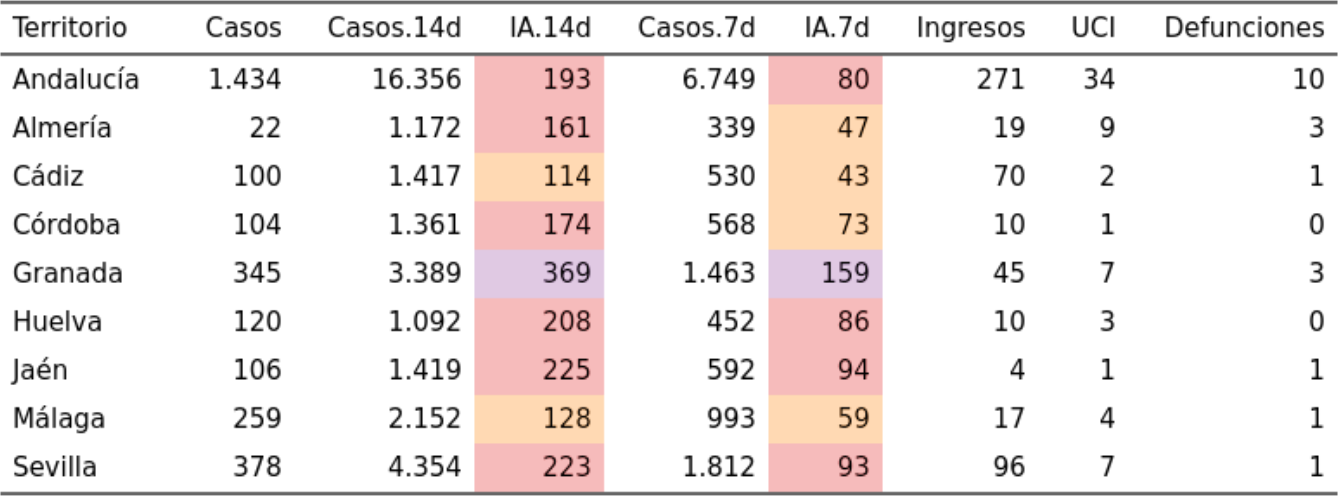 Territorio Casos Casos.14d IA.14d Casos.7d IA.7d Ingresos UCI Defunciones
Andalucía 1.434 16.356 193 6.749 80 271 34 10
Almería 22 1.172 161 339 47 19 9 3
Cádiz 100 1.417 114 530 43 70 2 1
Córdoba 104 1.361 174 568 73 10 1 0
Granada 345 3.389 369 1.463 159 45 7 3
Huelva 120 1.092 208 452 86 10 3 0
Jaén 106 1.419 225 592 94 4 1 1
Málaga 259 2.152 128 993 59 17 4 1
Sevilla 378 4.354 223 1.812 93 96 7 1